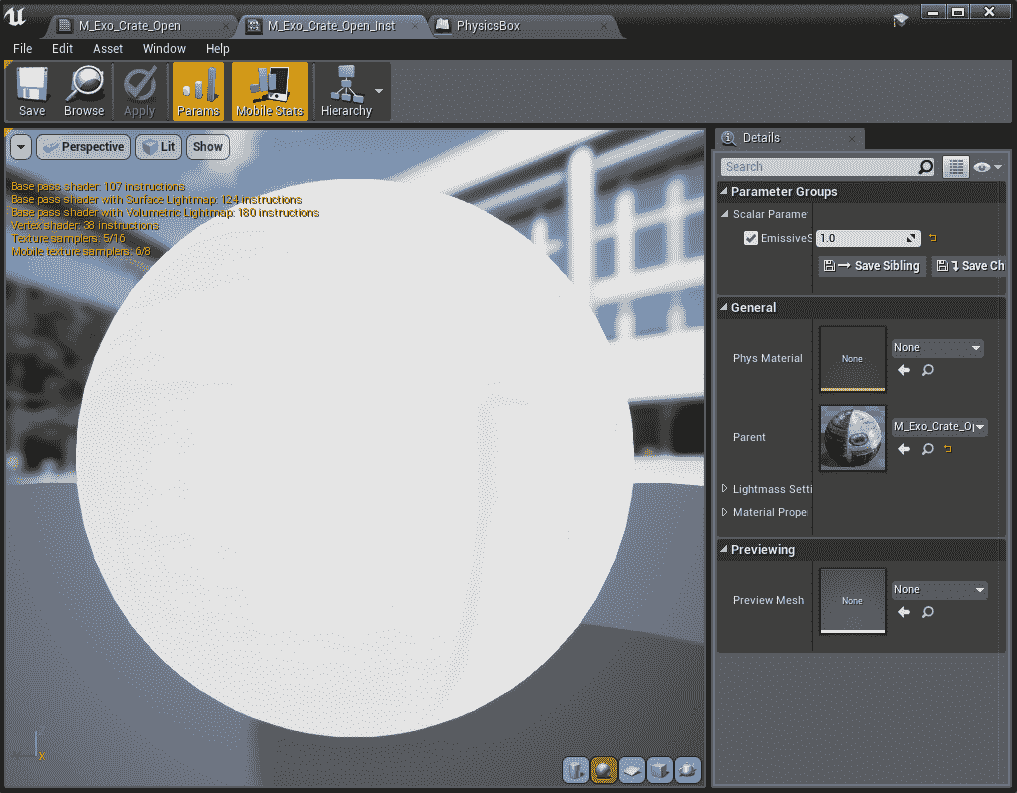 M_Exo_Crate_Open
M_Exo_Crate_Open_Inst
PhysicsBox
File Edit Asset Window Help
Save Browse Apply Params Mobile Stats Hierarchy
Perspective Lit Show
Base pass shader: 107 instructions
Base pass shader with Surface Lightmap: 124 instructions
Base pass shader with Volumetric Lightmap: 180 instructions
Vertex shader: 38 instructions
Texture samplers: 5/16
Mobile texture samplers: 6/8
y
Details
Search
Parameter Groups
Scalar Parame
EmissiveS 1.0
Save Sibling Save Ch
General
Phys Material None None
Parent M_Exo_Crate_O
Lightmass Setti
Material Prope
Previewing
Preview Mesh None None